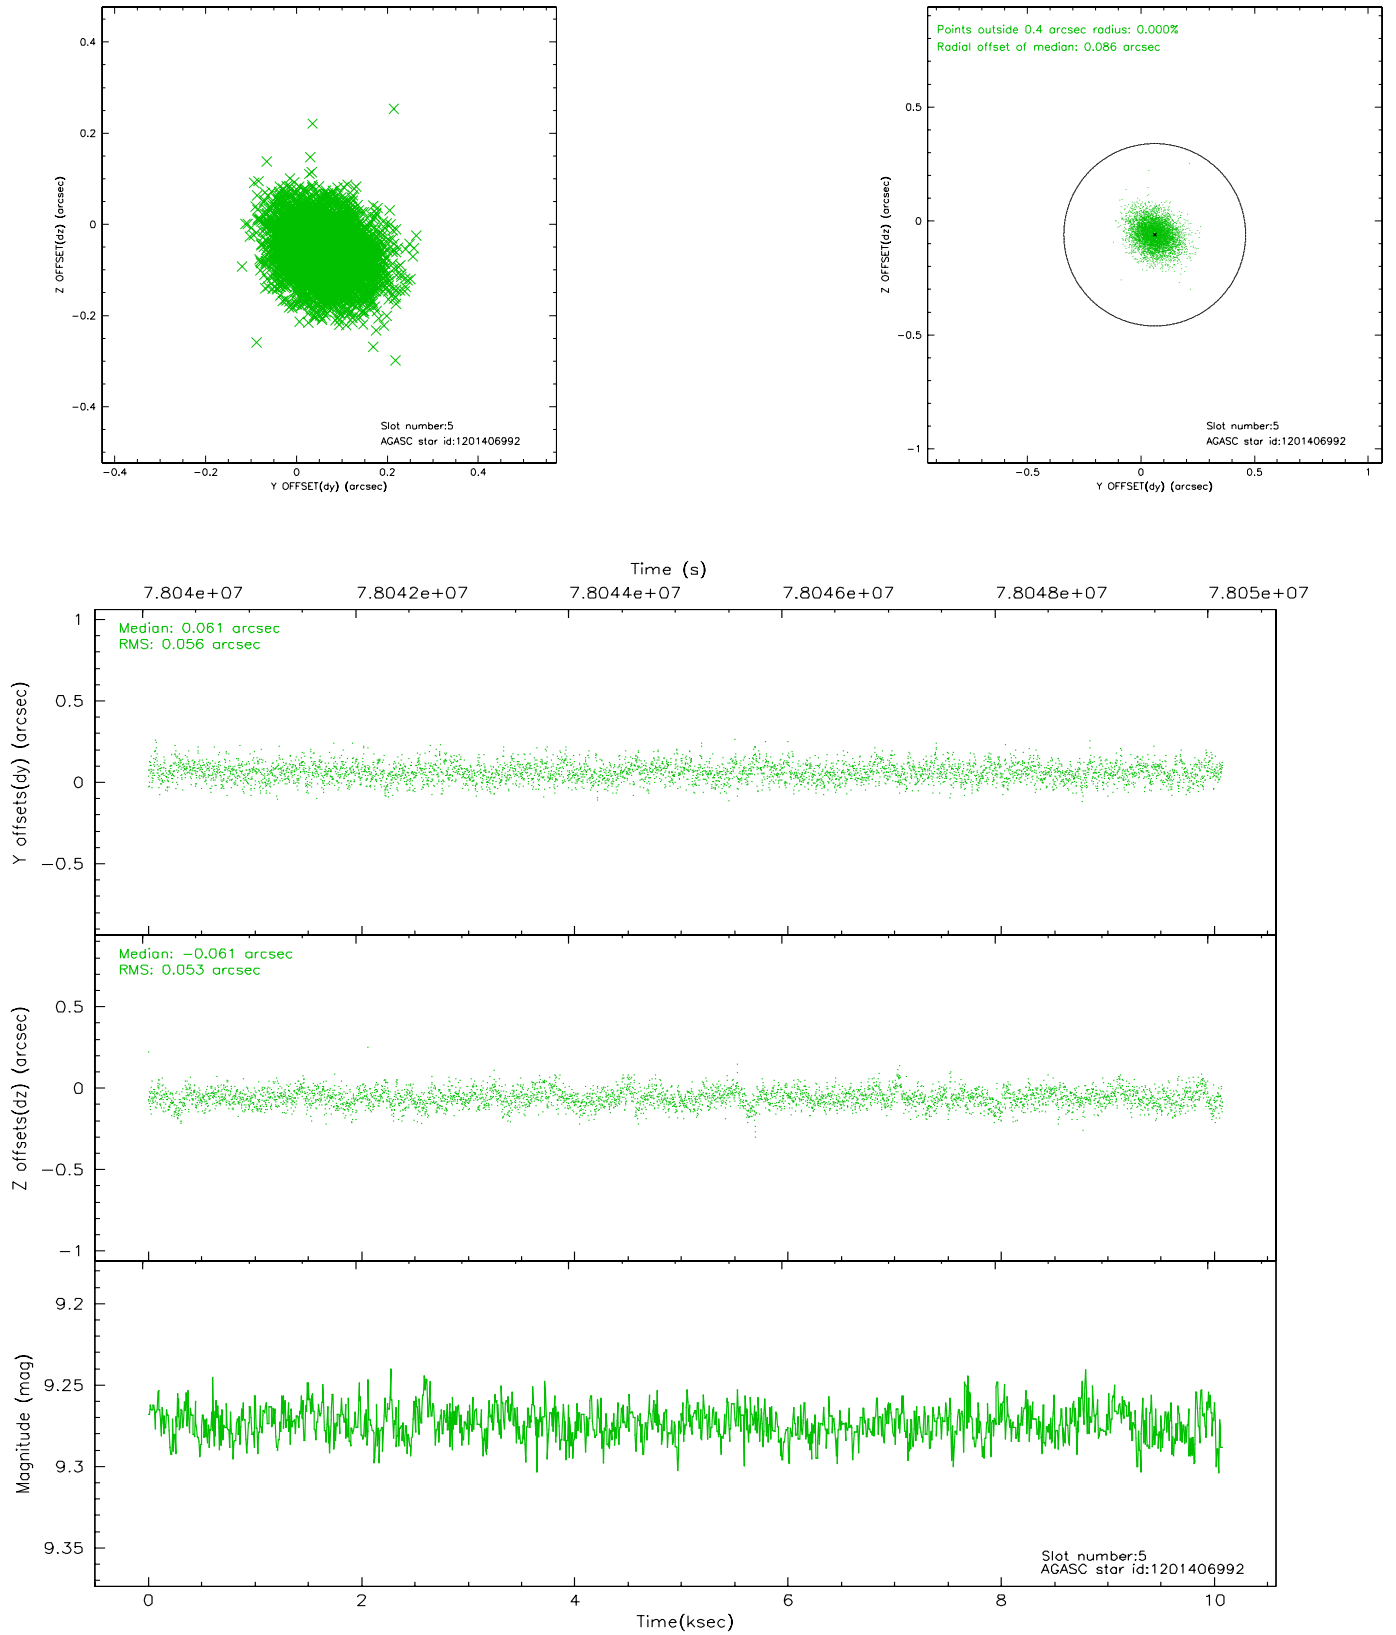 0.4
0.2
0
−0.2
−0.4
Z OFFSET(dz) (arcsec)
Slot number:5
AGASC star id:1201406992
−0.4 −0.2 0 0.2 0.4
Y OFFSET(dy) (arcsec)
Points outside 0.4 arcsec radius: 0.000%
Radial offset of median: 0.086 arcsec
0.5
0
−0.5
−1
Z OFFSET(dz) (arcsec)
Slot number:5
AGASC star id:1201406992
−0.5 0 0.5 1
Y OFFSET(dy) (arcsec)
Time (s)
7.804e+07 7.8042e+07 7.8044e+07 7.8046e+07 7.8048e+07 7.805e+07
Median: 0.061 arcsec
RMS: 0.056 arcsec
1
0.5
0
−0.5
Y offsets(dy) (arcsec)
Median: −0.061 arcsec
RMS: 0.053 arcsec
0.5
0
−0.5
−1
Z offsets(dz) (arcsec)
9.2
9.25
9.3
9.35
Magnitude (mag)
Slot number:5
AGASC star id:1201406992
0 2 4 6 8 10
Time(ksec)